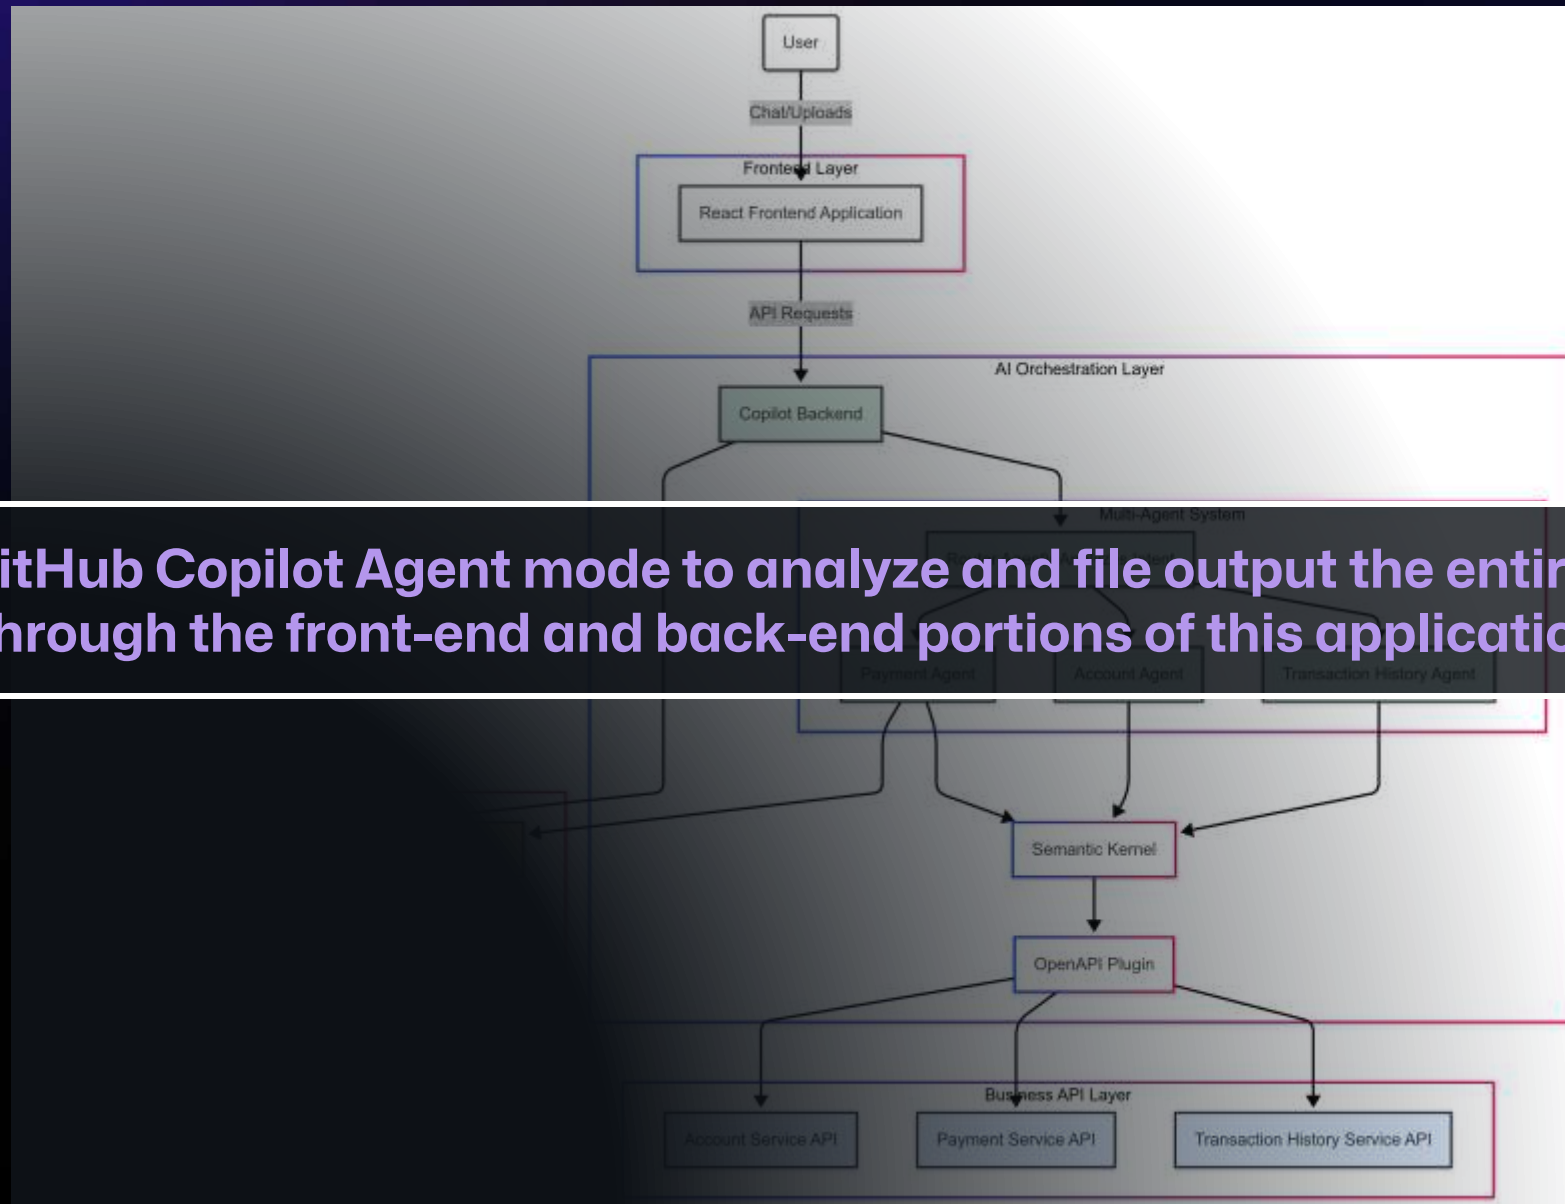 User
Chat/Uploads
Frontend Layer
React Frontend Application
API Requests
AI Orchestration Layer
Copilot Backend
Multi-Agent System
itHub Copilot Agent mode to analyze and file output the entir
hrough the front-end and back-end portions of this applicatio
Payment Agent
Account Agent
Transaction History Agent
Semantic Kernel
OpenAPI Plugin
Business API Layer
Account Service API
Payment Service API
Transaction History Service API